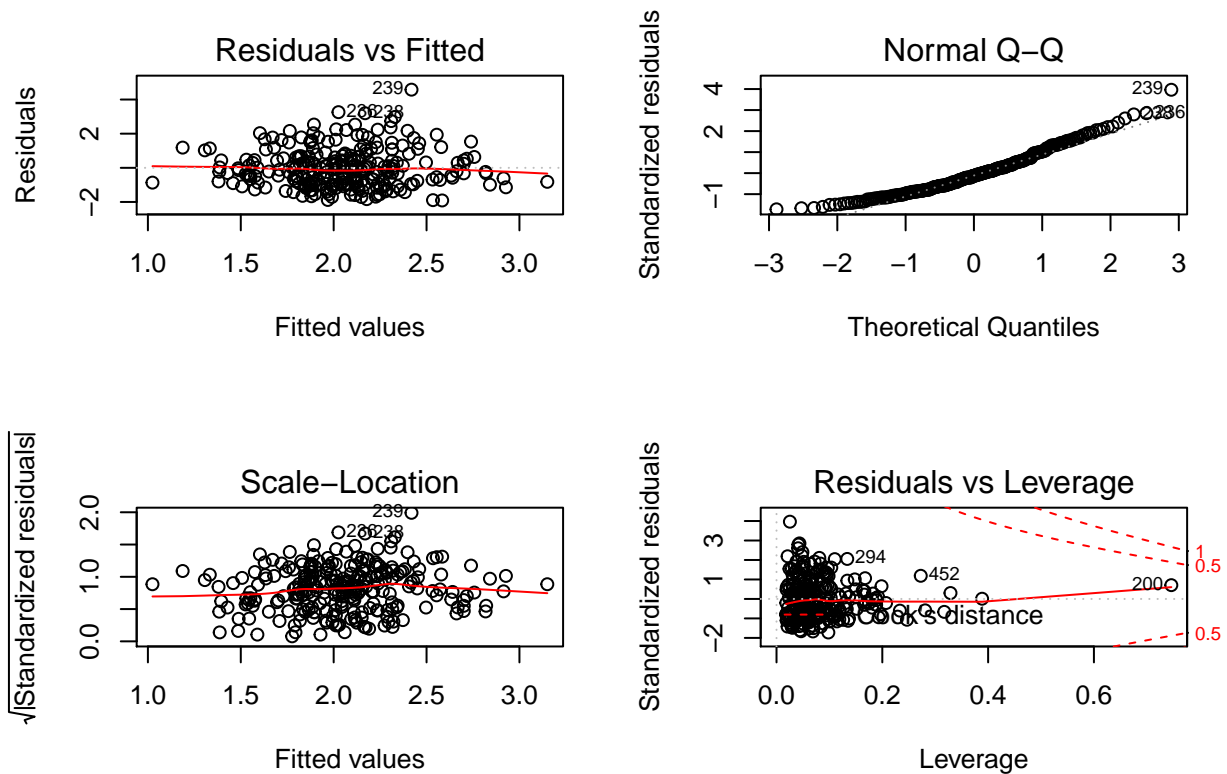 Residuals vs Fitted
Residuals
2
−2
239
236
238
1.0 1.5 2.0 2.5 3.0
Fitted values
Normal Q−Q
Standardized residuals
4
2
−1
239
236
−3 −2 −1 0 1 2 3
Theoretical Quantiles
Scale−Location
√|Standardized residuals|
2.0
1.0
0.0
239
236
238
1.0 1.5 2.0 2.5 3.0
Fitted values
Residuals vs Leverage
Standardized residuals
3
1
−2
294
452
200
k's distance
1
0.5
0.5
0.0 0.2 0.4 0.6
Leverage